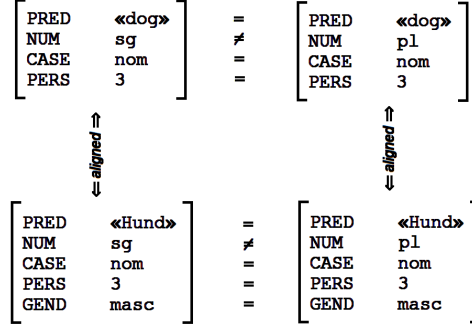 PRED «dog» = PRED «dog»
NUM sg ≠ NUM pl
CASE nom = CASE nom
PERS 3 = PERS 3
⇐ aligned ⇒ ⇐ aligned ⇒
PRED «Hund» = PRED «Hund»
NUM sg ≠ NUM pl
CASE nom = CASE nom
PERS 3 = PERS 3
GEND masc = GEND masc